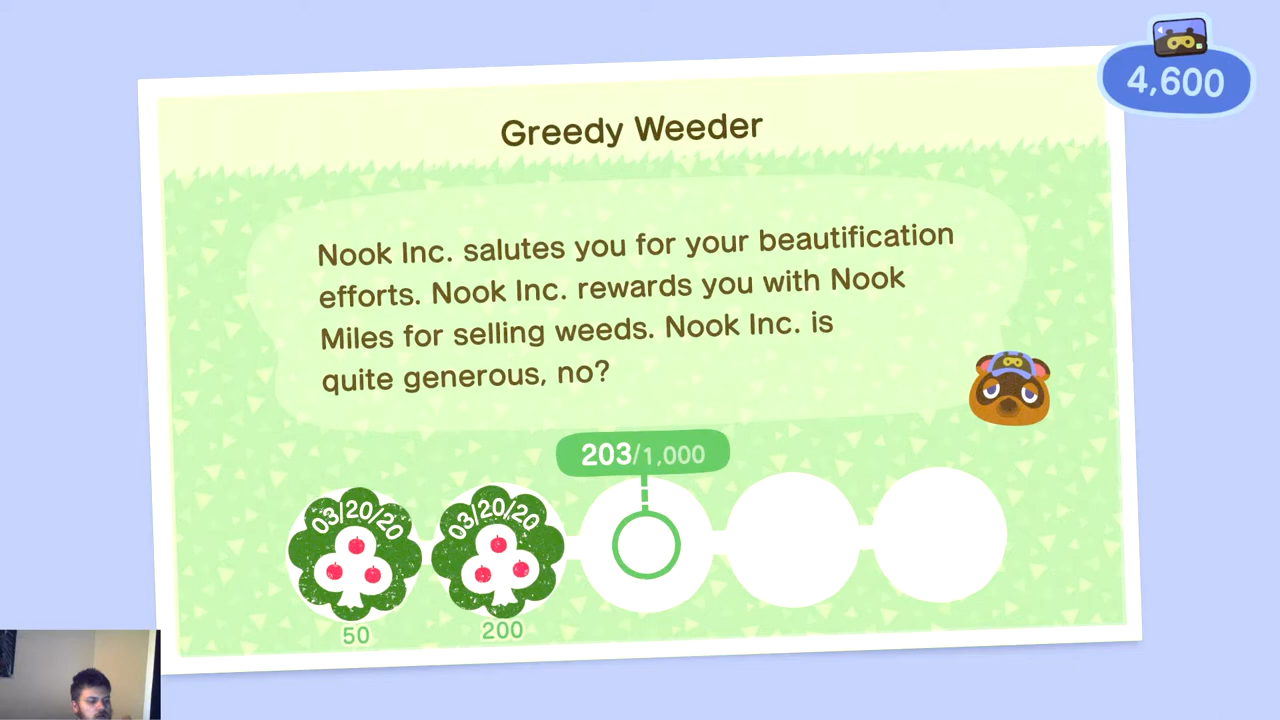 4,600
Greedy Weeder
Nook Inc. salutes you for your beautification
efforts. Nook Inc. rewards you with Nook
Miles for selling weeds. Nook Inc. is
quite generous, no?
203/1,000
03/20/20
03/20/20
50
200